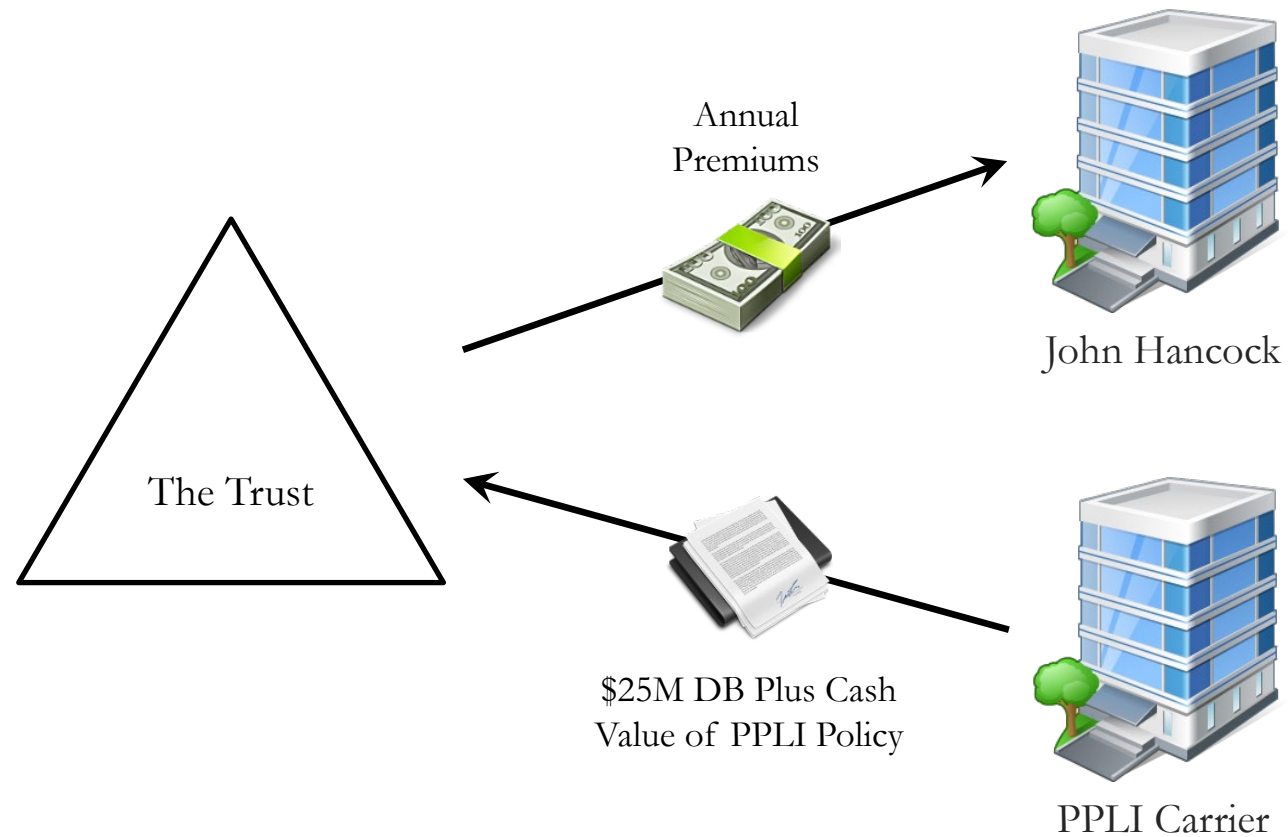 Annual
Premiums
John Hancock
The Trust
$25M DB Plus Cash
Value of PPLI Policy
PPLI Carrier